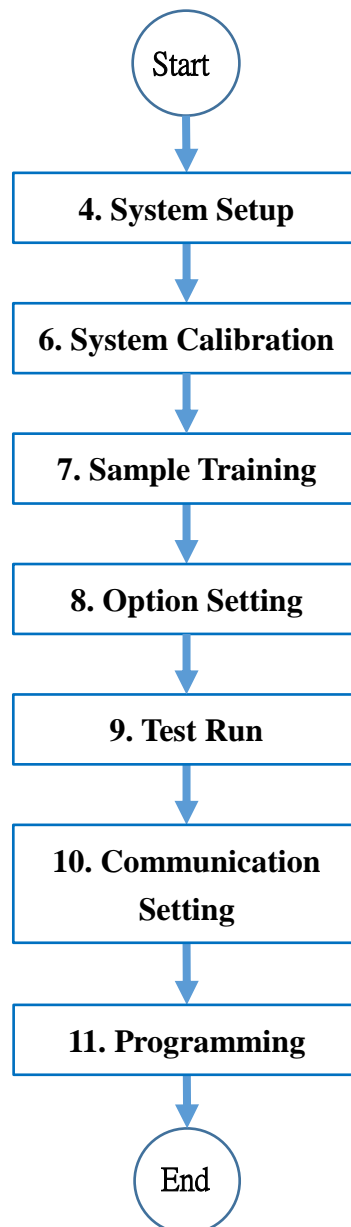 Start
4. System Setup
6. System Calibration
7. Sample Training
8. Option Setting
9. Test Run
10. Communication
Setting
11. Programming
End